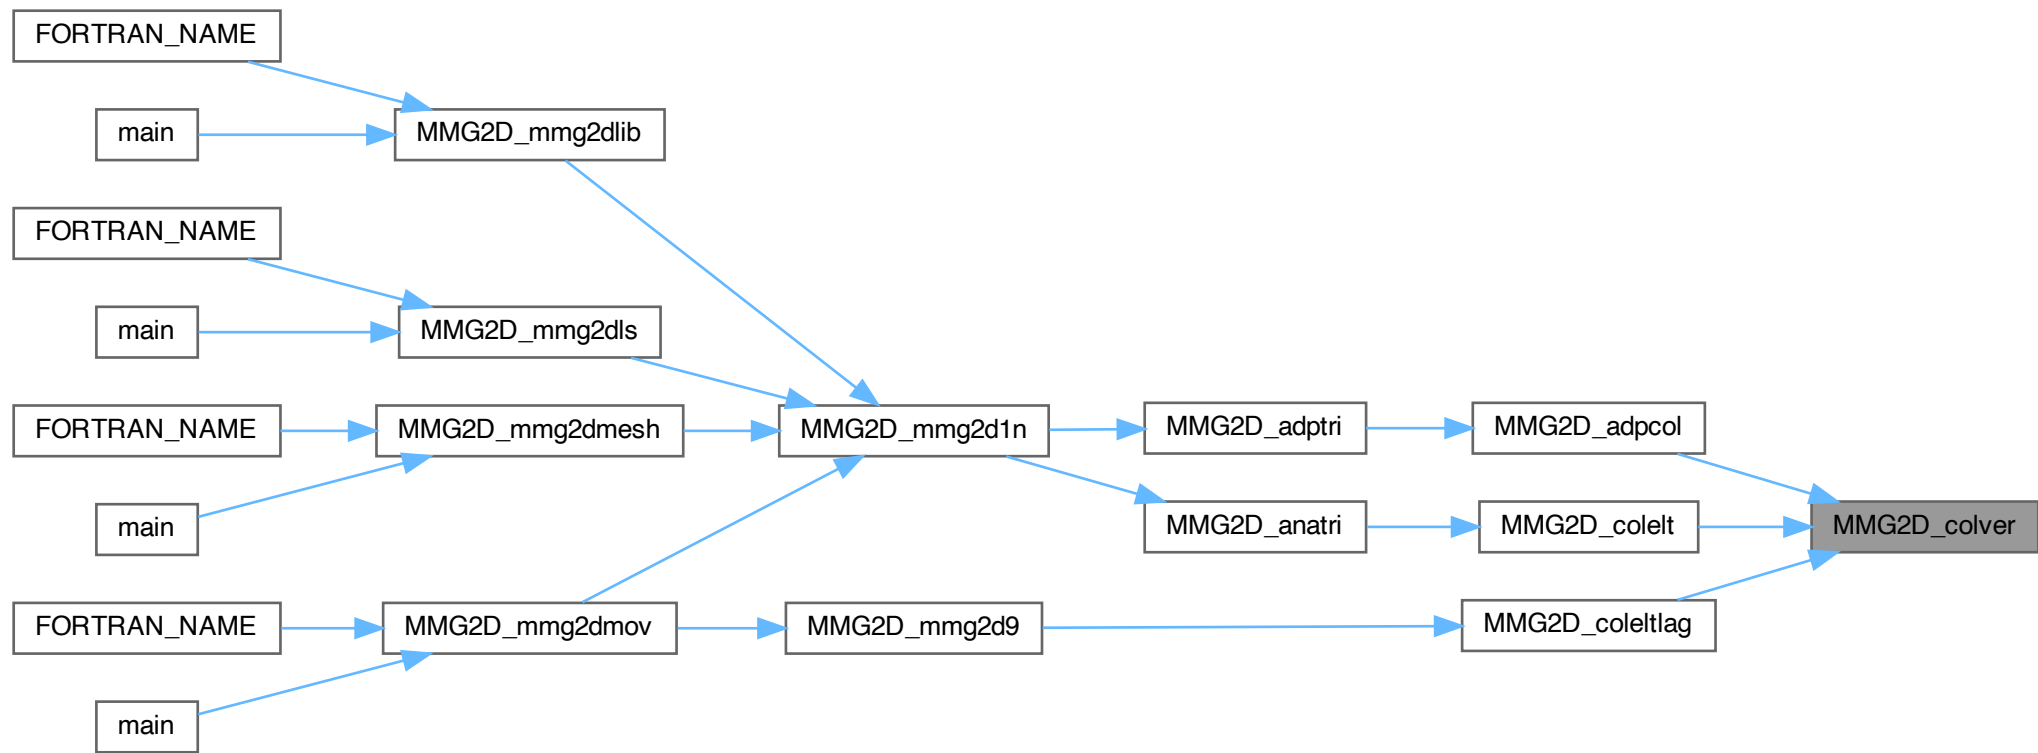 FORTRAN_NAME
main
MMG2D_mmg2dlib
FORTRAN_NAME
main
MMG2D_mmg2dls
FORTRAN_NAME
MMG2D_mmg2dmesh
MMG2D_mmg2d1n
MMG2D_adptri
MMG2D_adpcol
main
MMG2D_anatri
MMG2D_colelt
MMG2D_colver
FORTRAN_NAME
MMG2D_mmg2dmov
MMG2D_mmg2d9
MMG2D_coleltlag
main